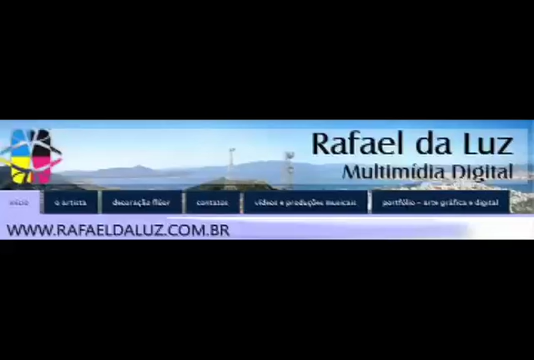 Rafael da Luz
Multimídia Digital
início o artista decoração flúor contatos vídeos e produções musicais portfólio - arte gráfica e digital
WWW.RAFAELDALUZ.COM.BR